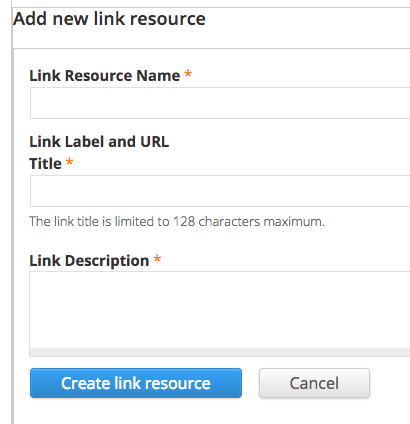 Add new link resource
Link Resource Name *
Link Label and URL
Title *
The link title is limited to 128 characters maximum.
Link Description *
Create link resource
Cancel